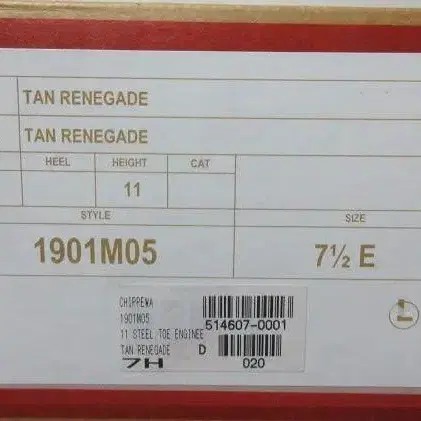 TAN RENEGADE
TAN RENEGADE
HEEL HEIGHT CAT
11
STYLE SIZE
1901M05 7½ E
CHIPPEWA
1901M05 514607-0001
11 STEEL TOE ENGINEE
TAN RENEGADE D
7H 020
L